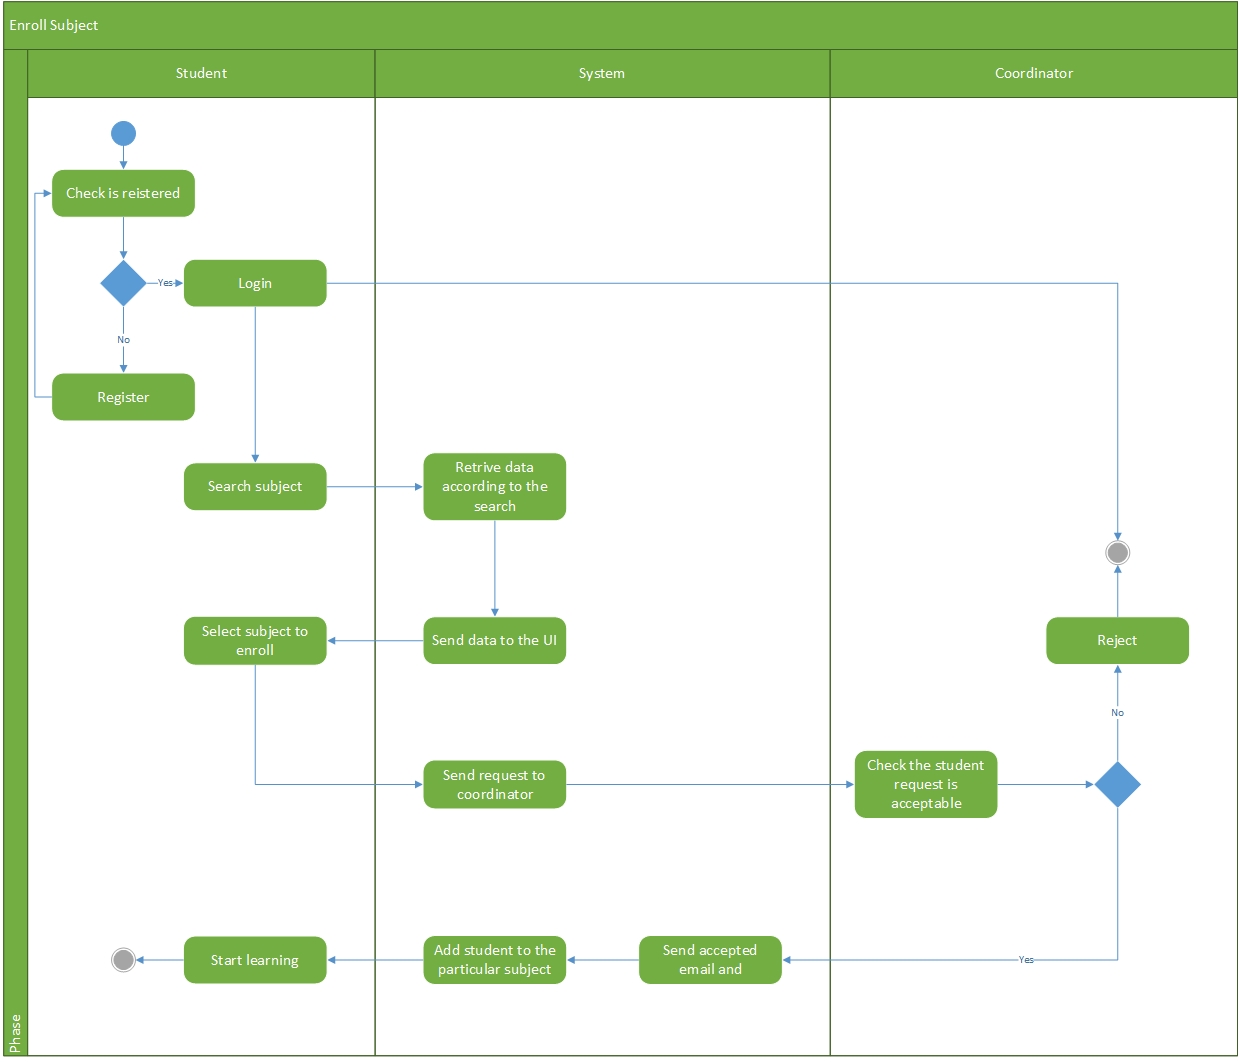 Enroll Subject
Student
System
Coordinator
Check is reistered
Yes
Login
No
Register
Search subject
Retrive data
according to the
search
Select subject to
enroll
Send data to the UI
Reject
No
Send request to
coordinator
Check the student
request is
acceptable
Start learning
Add student to the
particular subject
Send accepted
email and
Yes
Phase